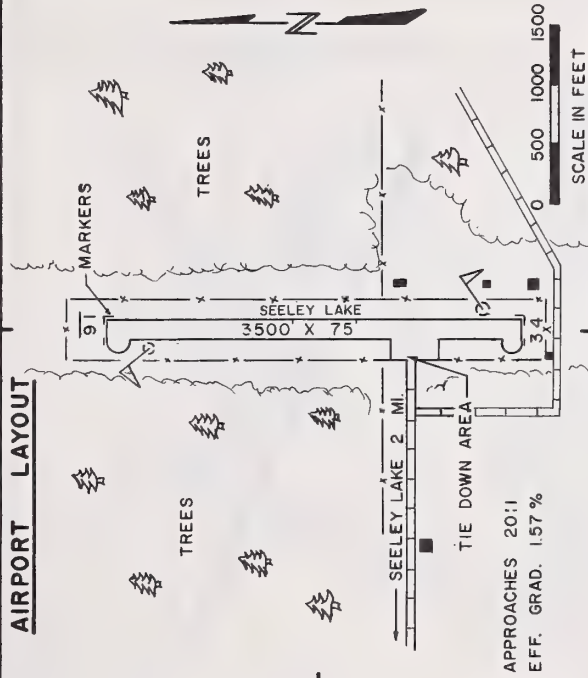 AIRPORT LAYOUT
N
MARKERS
TREES
TREES
16
SEELEY LAKE
3500' X 75'
34
SEELEY LAKE 2 MI.
TIE DOWN AREA
APPROACHES 20:1
EFF. GRAD. 1.57 %
0 500 1000 1500
SCALE IN FEET